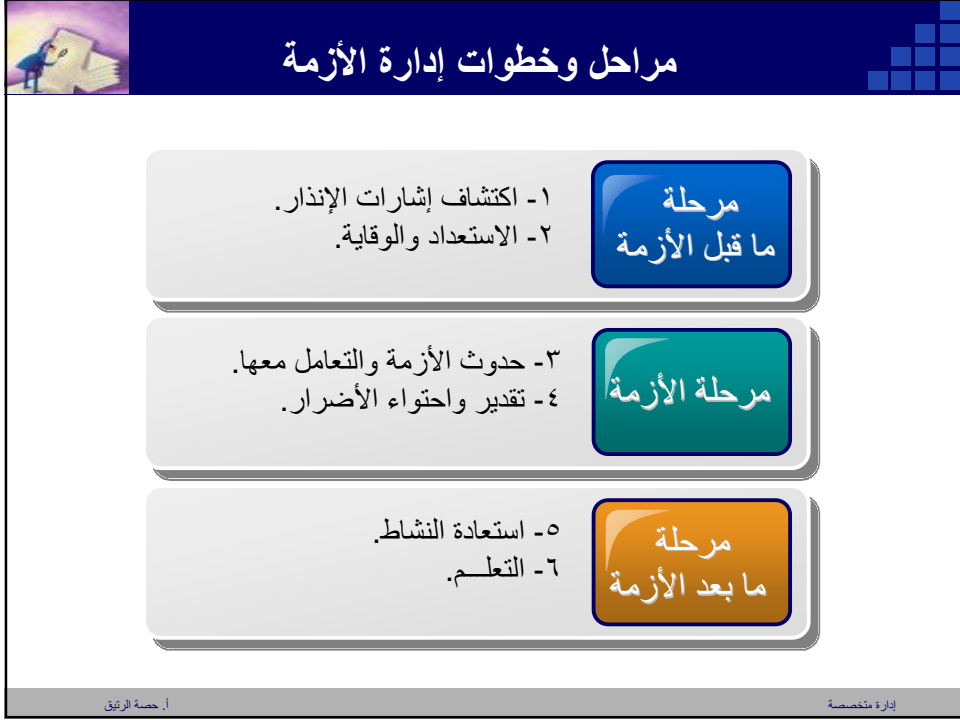 مراحل وخطوات إدارة الأزمة
مرحلة
ما قبل الأزمة
١- اكتشاف إشارات الإنذار.
٢- الاستعداد والوقاية.
مرحلة الأزمة
٣- حدوث الأزمة والتعامل معها.
٤- تقدير واحتواء الأضرار.
مرحلة
ما بعد الأزمة
٥- استعادة النشاط.
٦- التعلـــم.
إدارة متخصصة
أ. حصة الرتيق